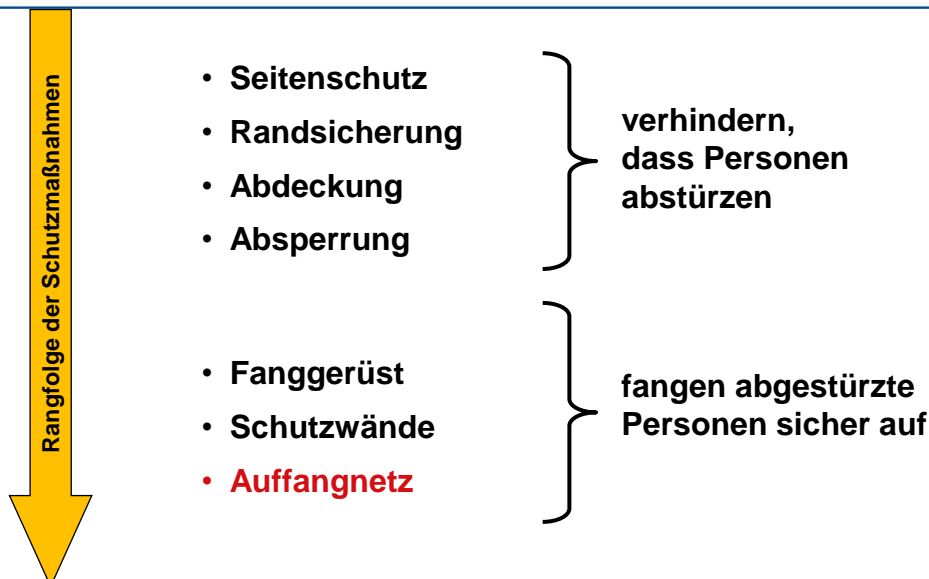 Rangfolge der Schutzmaßnahmen
• Seitenschutz
• Randsicherung
• Abdeckung
• Absperrung
verhindern,
dass Personen
abstürzen
• Fanggerüst
• Schutzwände
• Auffangnetz
fangen abgestürzte
Personen sicher auf